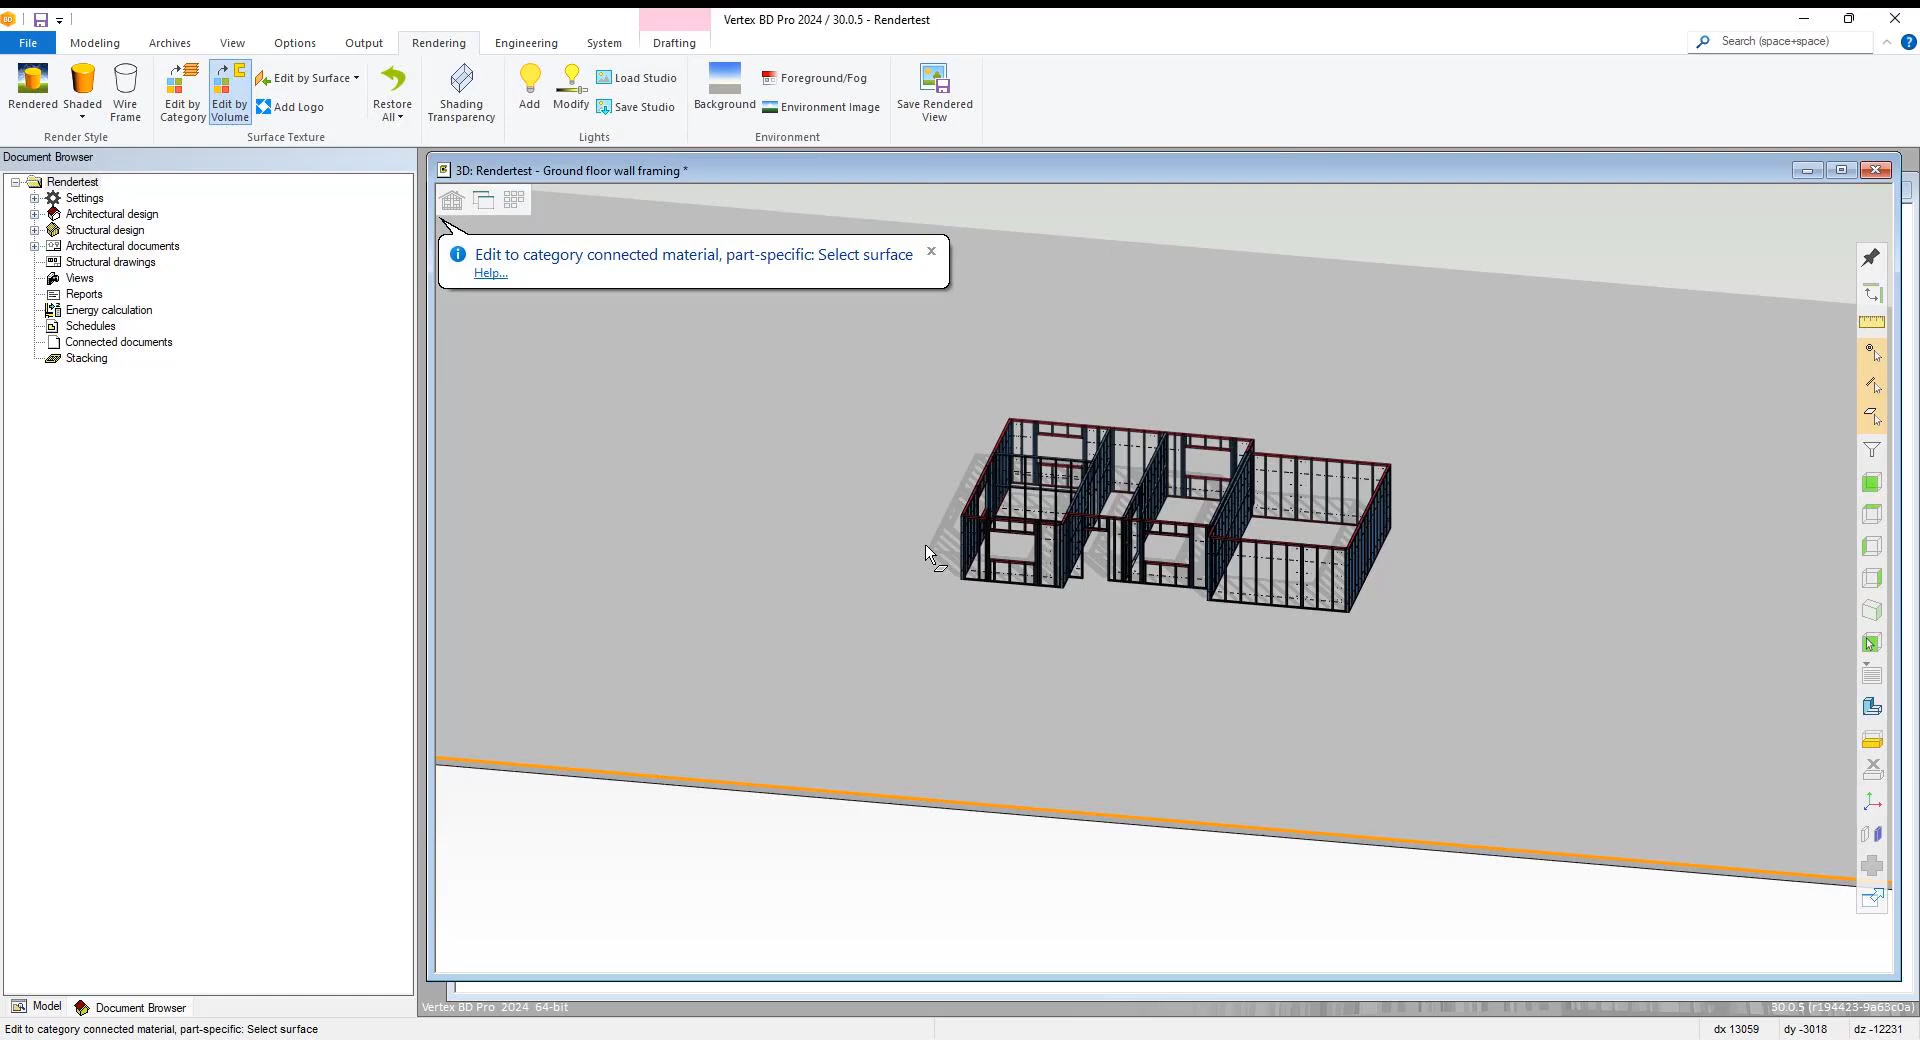 Vertex BD Pro 2024 / 30.0.5 - Rendertest
File Modeling Archives View Options Output Rendering Engineering System Drafting
Search (space+space)
Rendered
Shaded
Wire
Frame
Render Style
Edit by
Category
Edit by
Volume
Edit by Surface
Add Logo
Restore
All
Surface Texture
Shading
Transparency
Add
Modify
Load Studio
Save Studio
Lights
Background
Foreground/Fog
Environment Image
Environment
Save Rendered
View
Document Browser
Rendertest
Settings
Architectural design
Structural design
Architectural documents
Structural drawings
Views
Reports
Energy calculation
Schedules
Connected documents
Stacking
3D: Rendertest - Ground floor wall framing *
Edit to category connected material, part-specific: Select surface
Help...
Model
Document Browser
Vertex BD Pro 2024 64-bit
30.0.5 (r194423-9a63c0a)
Edit to category connected material, part-specific: Select surface
dx 13059 dy -3018 dz -12231